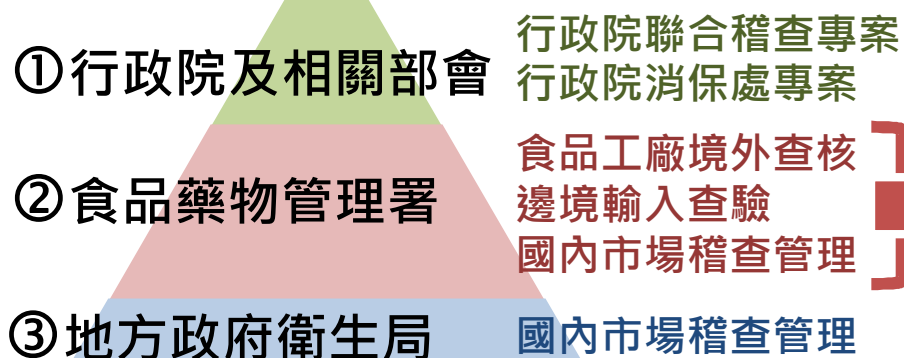 ①行政院及相關部會
行政院聯合稽查專案
行政院消保處專案
②食品藥物管理署
食品工廠境外查核
邊境輸入查驗
國內市場稽查管理
③地方政府衛生局
國內市場稽查管理